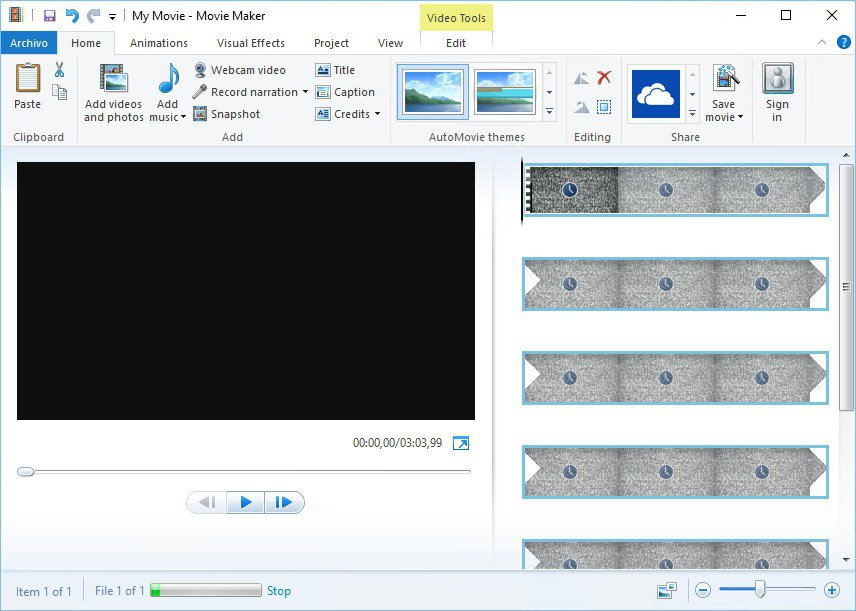 My Movie - Movie Maker
Video Tools
Archivo
Home
Animations
Visual Effects
Project
View
Edit
Paste
Clipboard
Add videos
and photos
Add
music
Webcam video
Record narration
Snapshot
Title
Caption
Credits
Add
AutoMovie themes
Editing
Save
movie
Share
Sign
in
00:00,00/03:03,99
Item 1 of 1
File 1 of 1
Stop